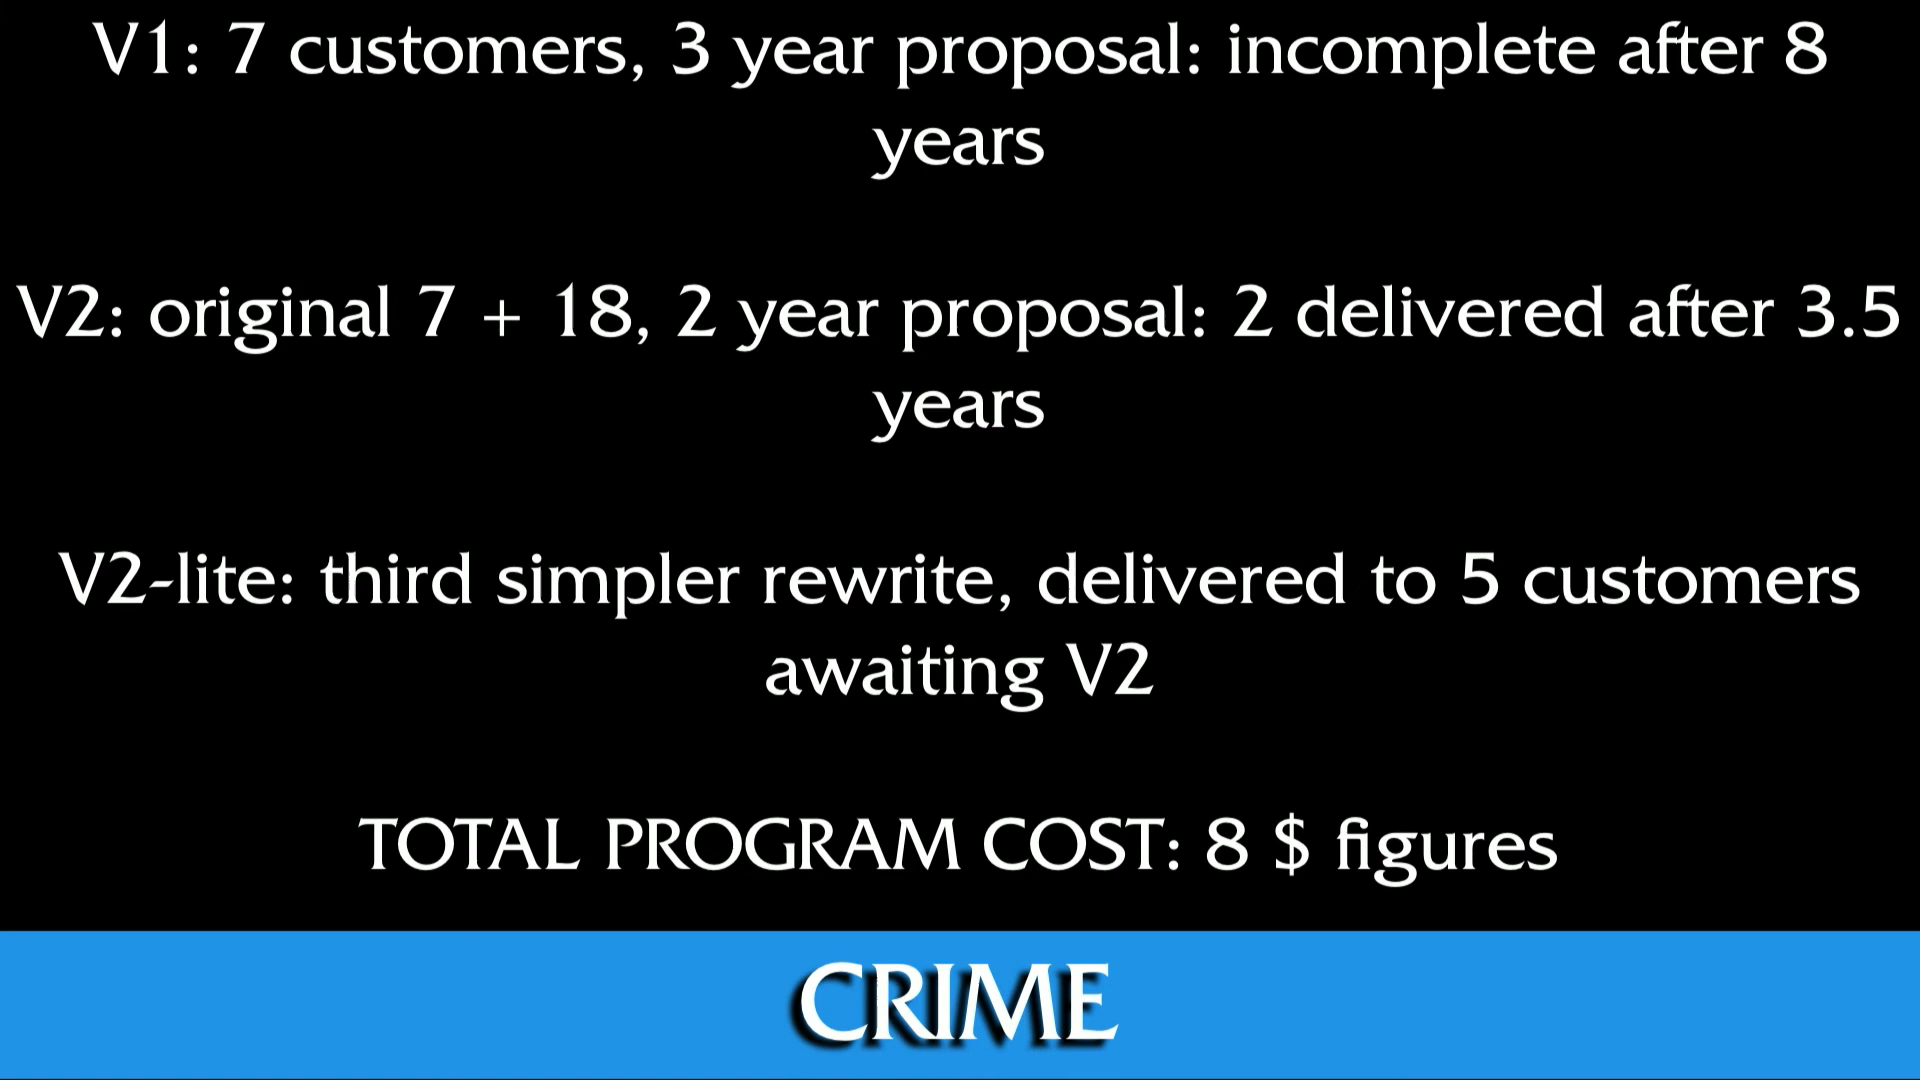 V1: 7 customers, 3 year proposal: incomplete after 8
years
V2: original 7 + 18, 2 year proposal: 2 delivered after 3.5
years
V2-lite: third simpler rewrite, delivered to 5 customers
awaiting V2
TOTAL PROGRAM COST: 8 $ figures
CRIME